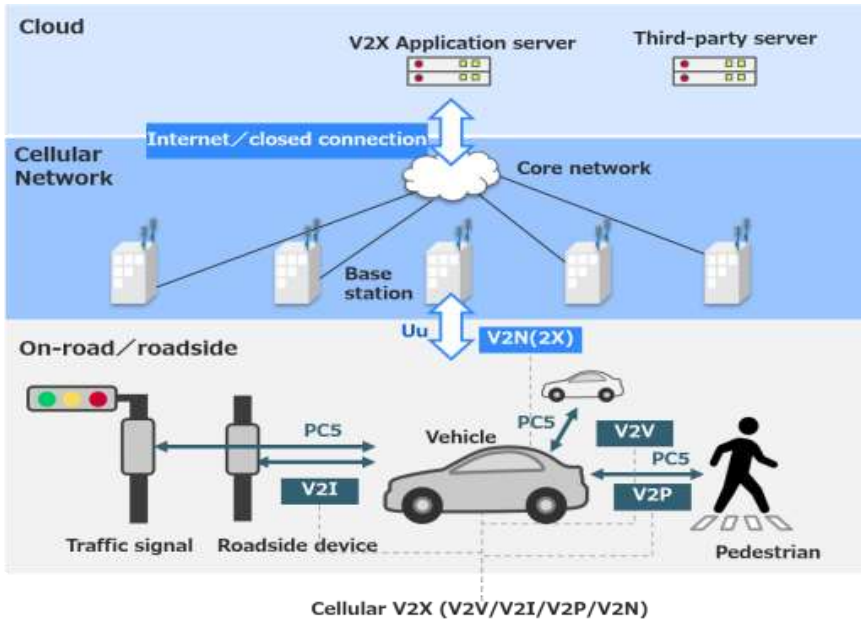 Cloud
V2X Application server
Third-party server
Internet／closed connection
Cellular
Network
Core network
Base
station
Uu
V2N(2X)
On-road／roadside
PC5
Vehicle
PC5
V2V
PC5
V2I
V2P
Traffic signal
Roadside device
Pedestrian
Cellular V2X (V2V/V2I/V2P/V2N)